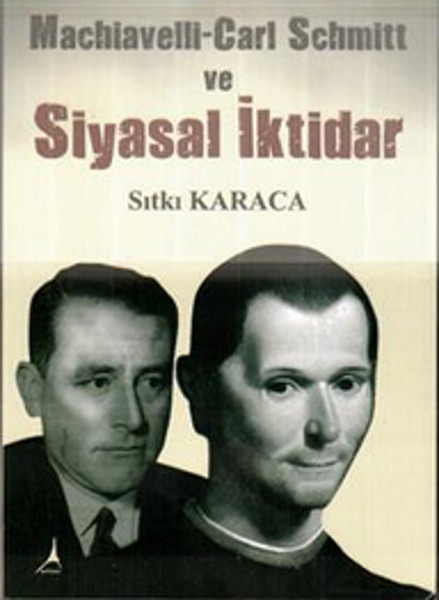 Machiavelli-Carl Schmitt
ve
Siyasal İktidar
Sıtkı KARACA